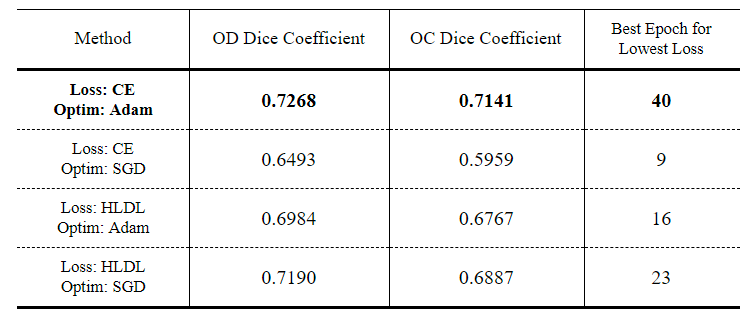 Method OD Dice Coefficient OC Dice Coefficient Best Epoch for
Lowest Loss
Loss: CE
Optim: Adam 0.7268 0.7141 40
Loss: CE
Optim: SGD 0.6493 0.5959 9
Loss: HLDL
Optim: Adam 0.6984 0.6767 16
Loss: HLDL
Optim: SGD 0.7190 0.6887 23